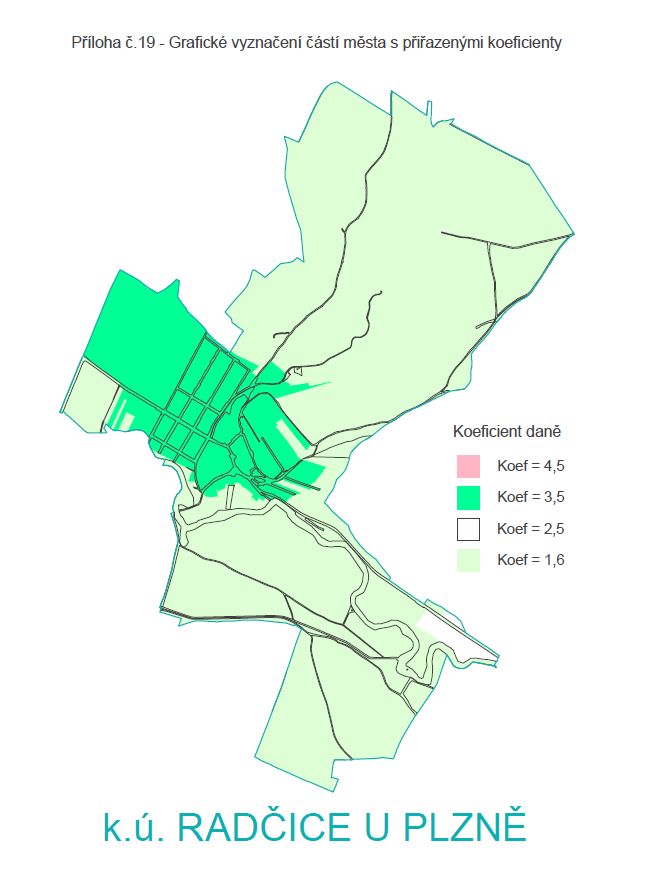 Příloha č.19 - Grafické vyznačení částí města s přiřazenými koeficienty
Koeficient daně
Koef = 4,5
Koef = 3,5
Koef = 2,5
Koef = 1,6
k.ú. RADČICE U PLZNĚ